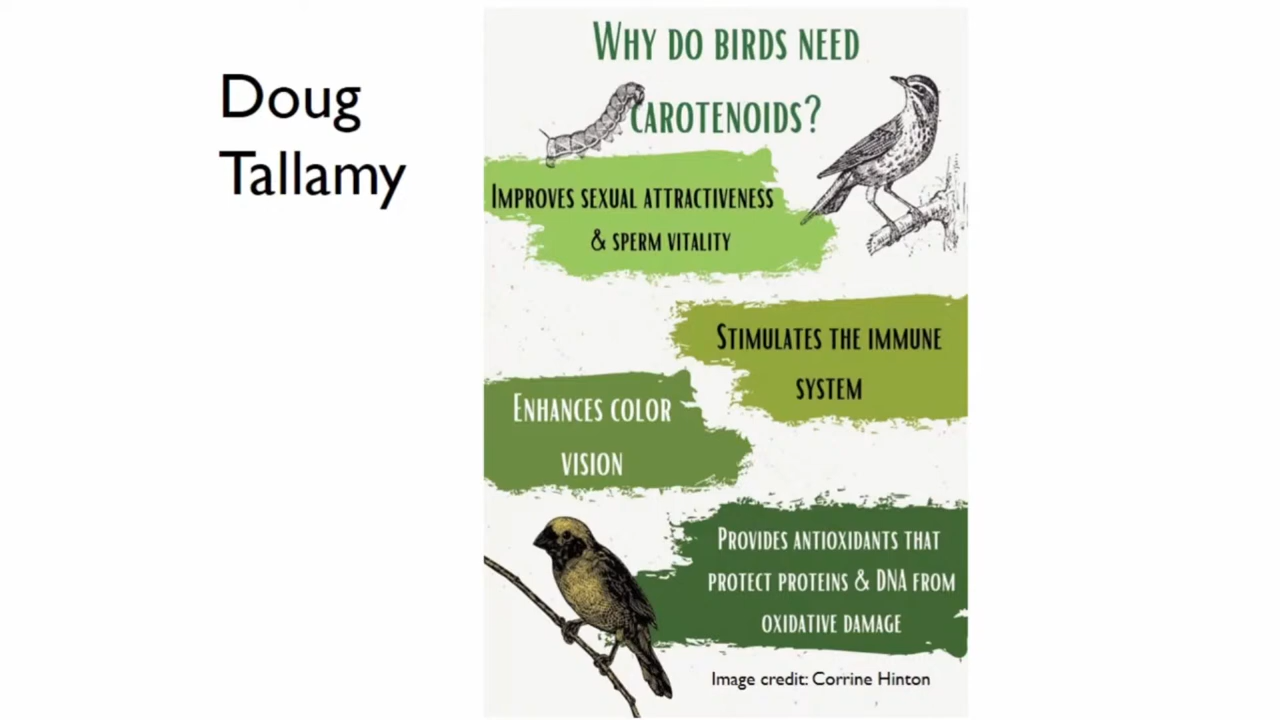 Doug
Tallamy
WHY DO BIRDS NEED
CAROTENOIDS?
IMPROVES SEXUAL ATTRACTIVENESS
& SPERM VITALITY
STIMULATES THE IMMUNE
SYSTEM
ENHANCES COLOR
VISION
PROVIDES ANTIOXIDANTS THAT
PROTECT PROTEINS & DNA FROM
OXIDATIVE DAMAGE
Image credit: Corrine Hinton